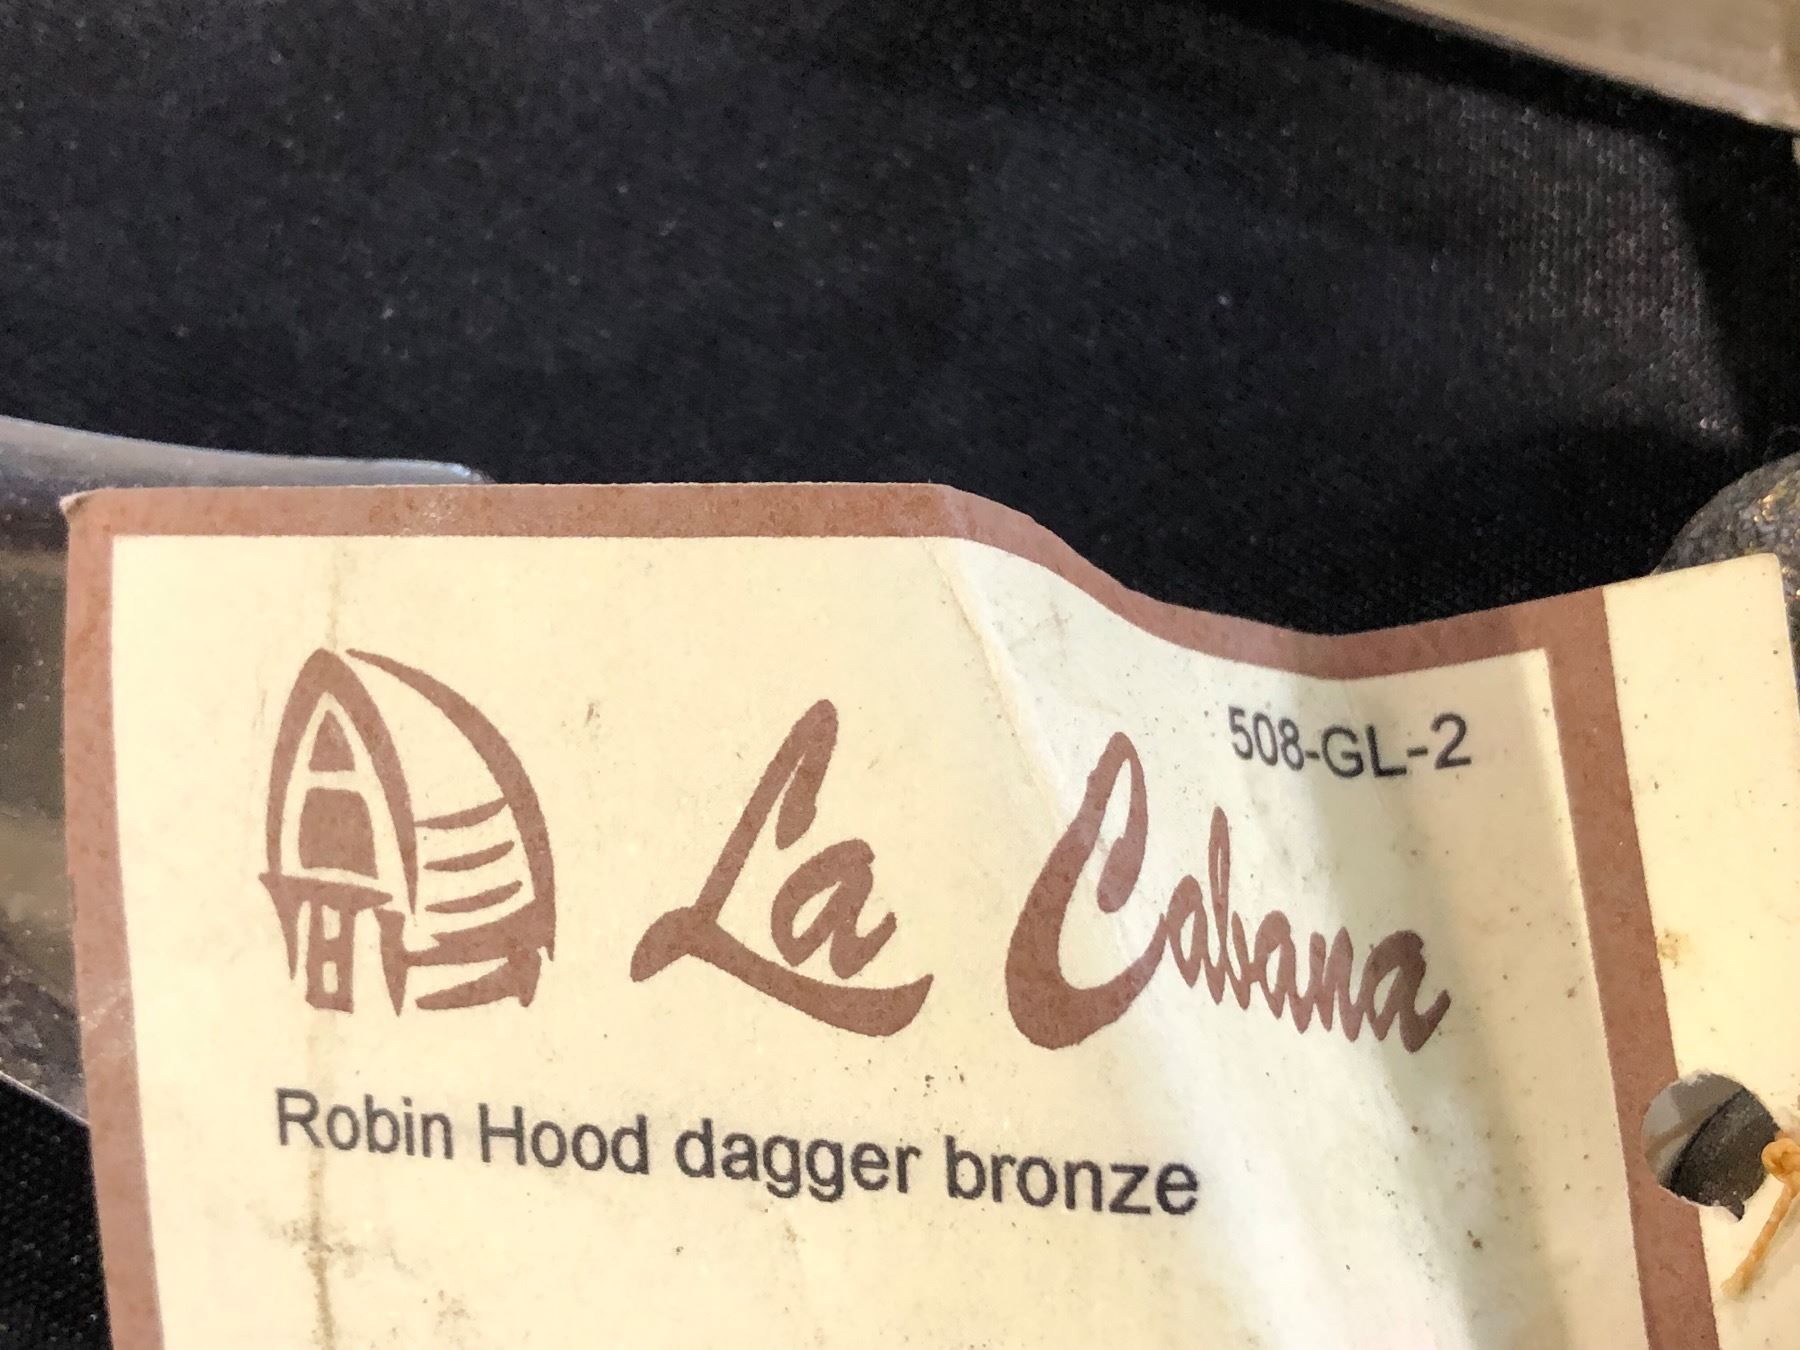 508-GL-2
La Cabana
Robin Hood dagger bronze